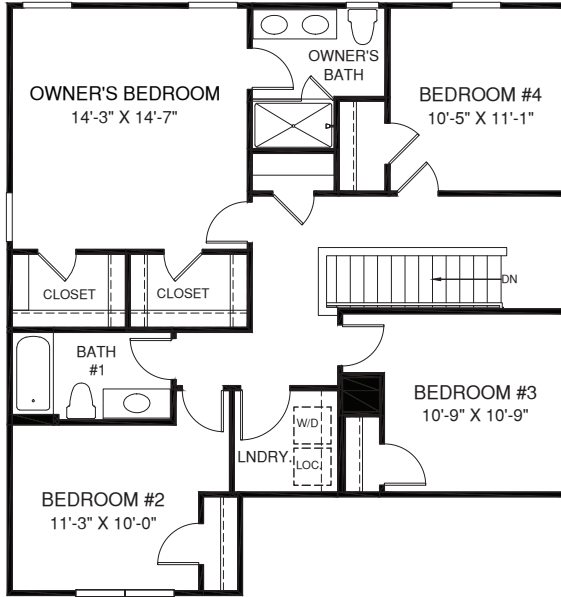 OWNER'S
BATH
OWNER'S BEDROOM
14'-3" X 14'-7"
BEDROOM #4
10'-5" X 11'-1"
DN
CLOSET
CLOSET
BATH
#1
BEDROOM #3
10'-9" X 10'-9"
W/D
LNDRY.
LOC.
BEDROOM #2
11'-3" X 10'-0"